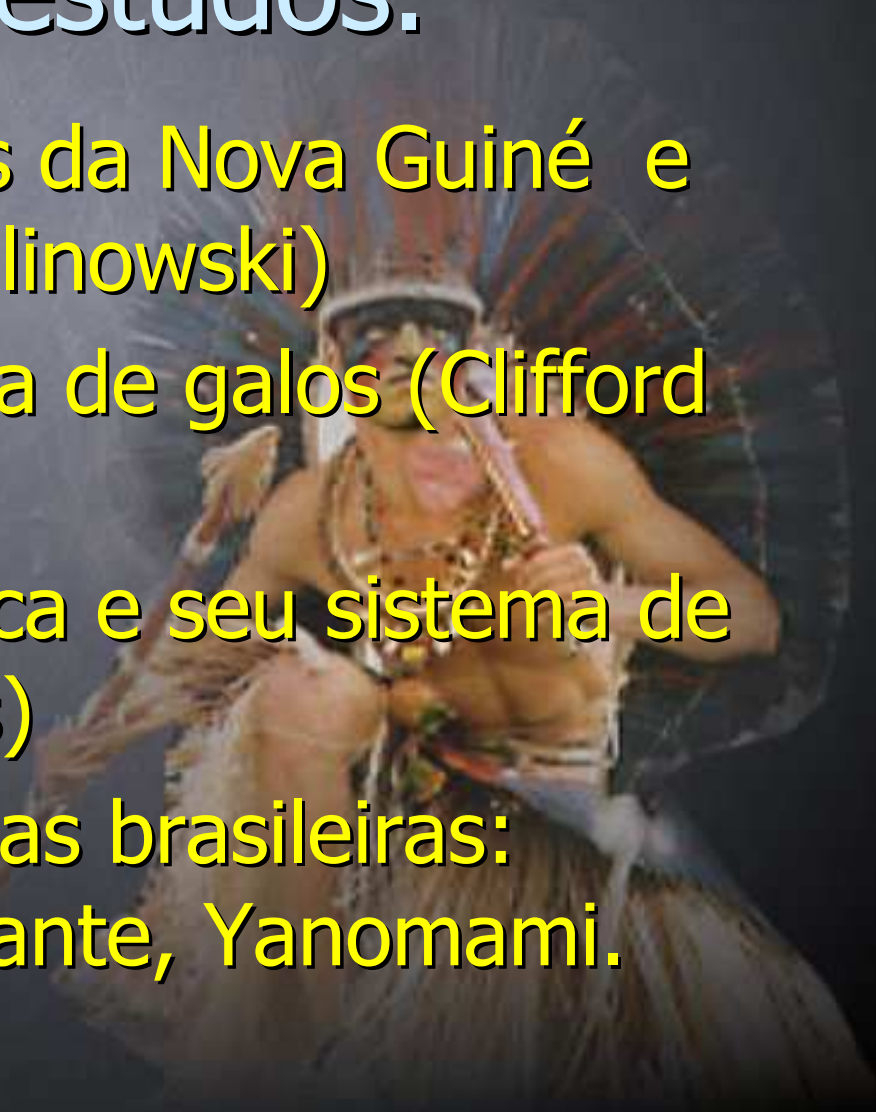 estudos.
s da Nova Guiné e
linowski)
a de galos (Clifford
ca e seu sistema de
s)
as brasileiras:
ante, Yanomami.